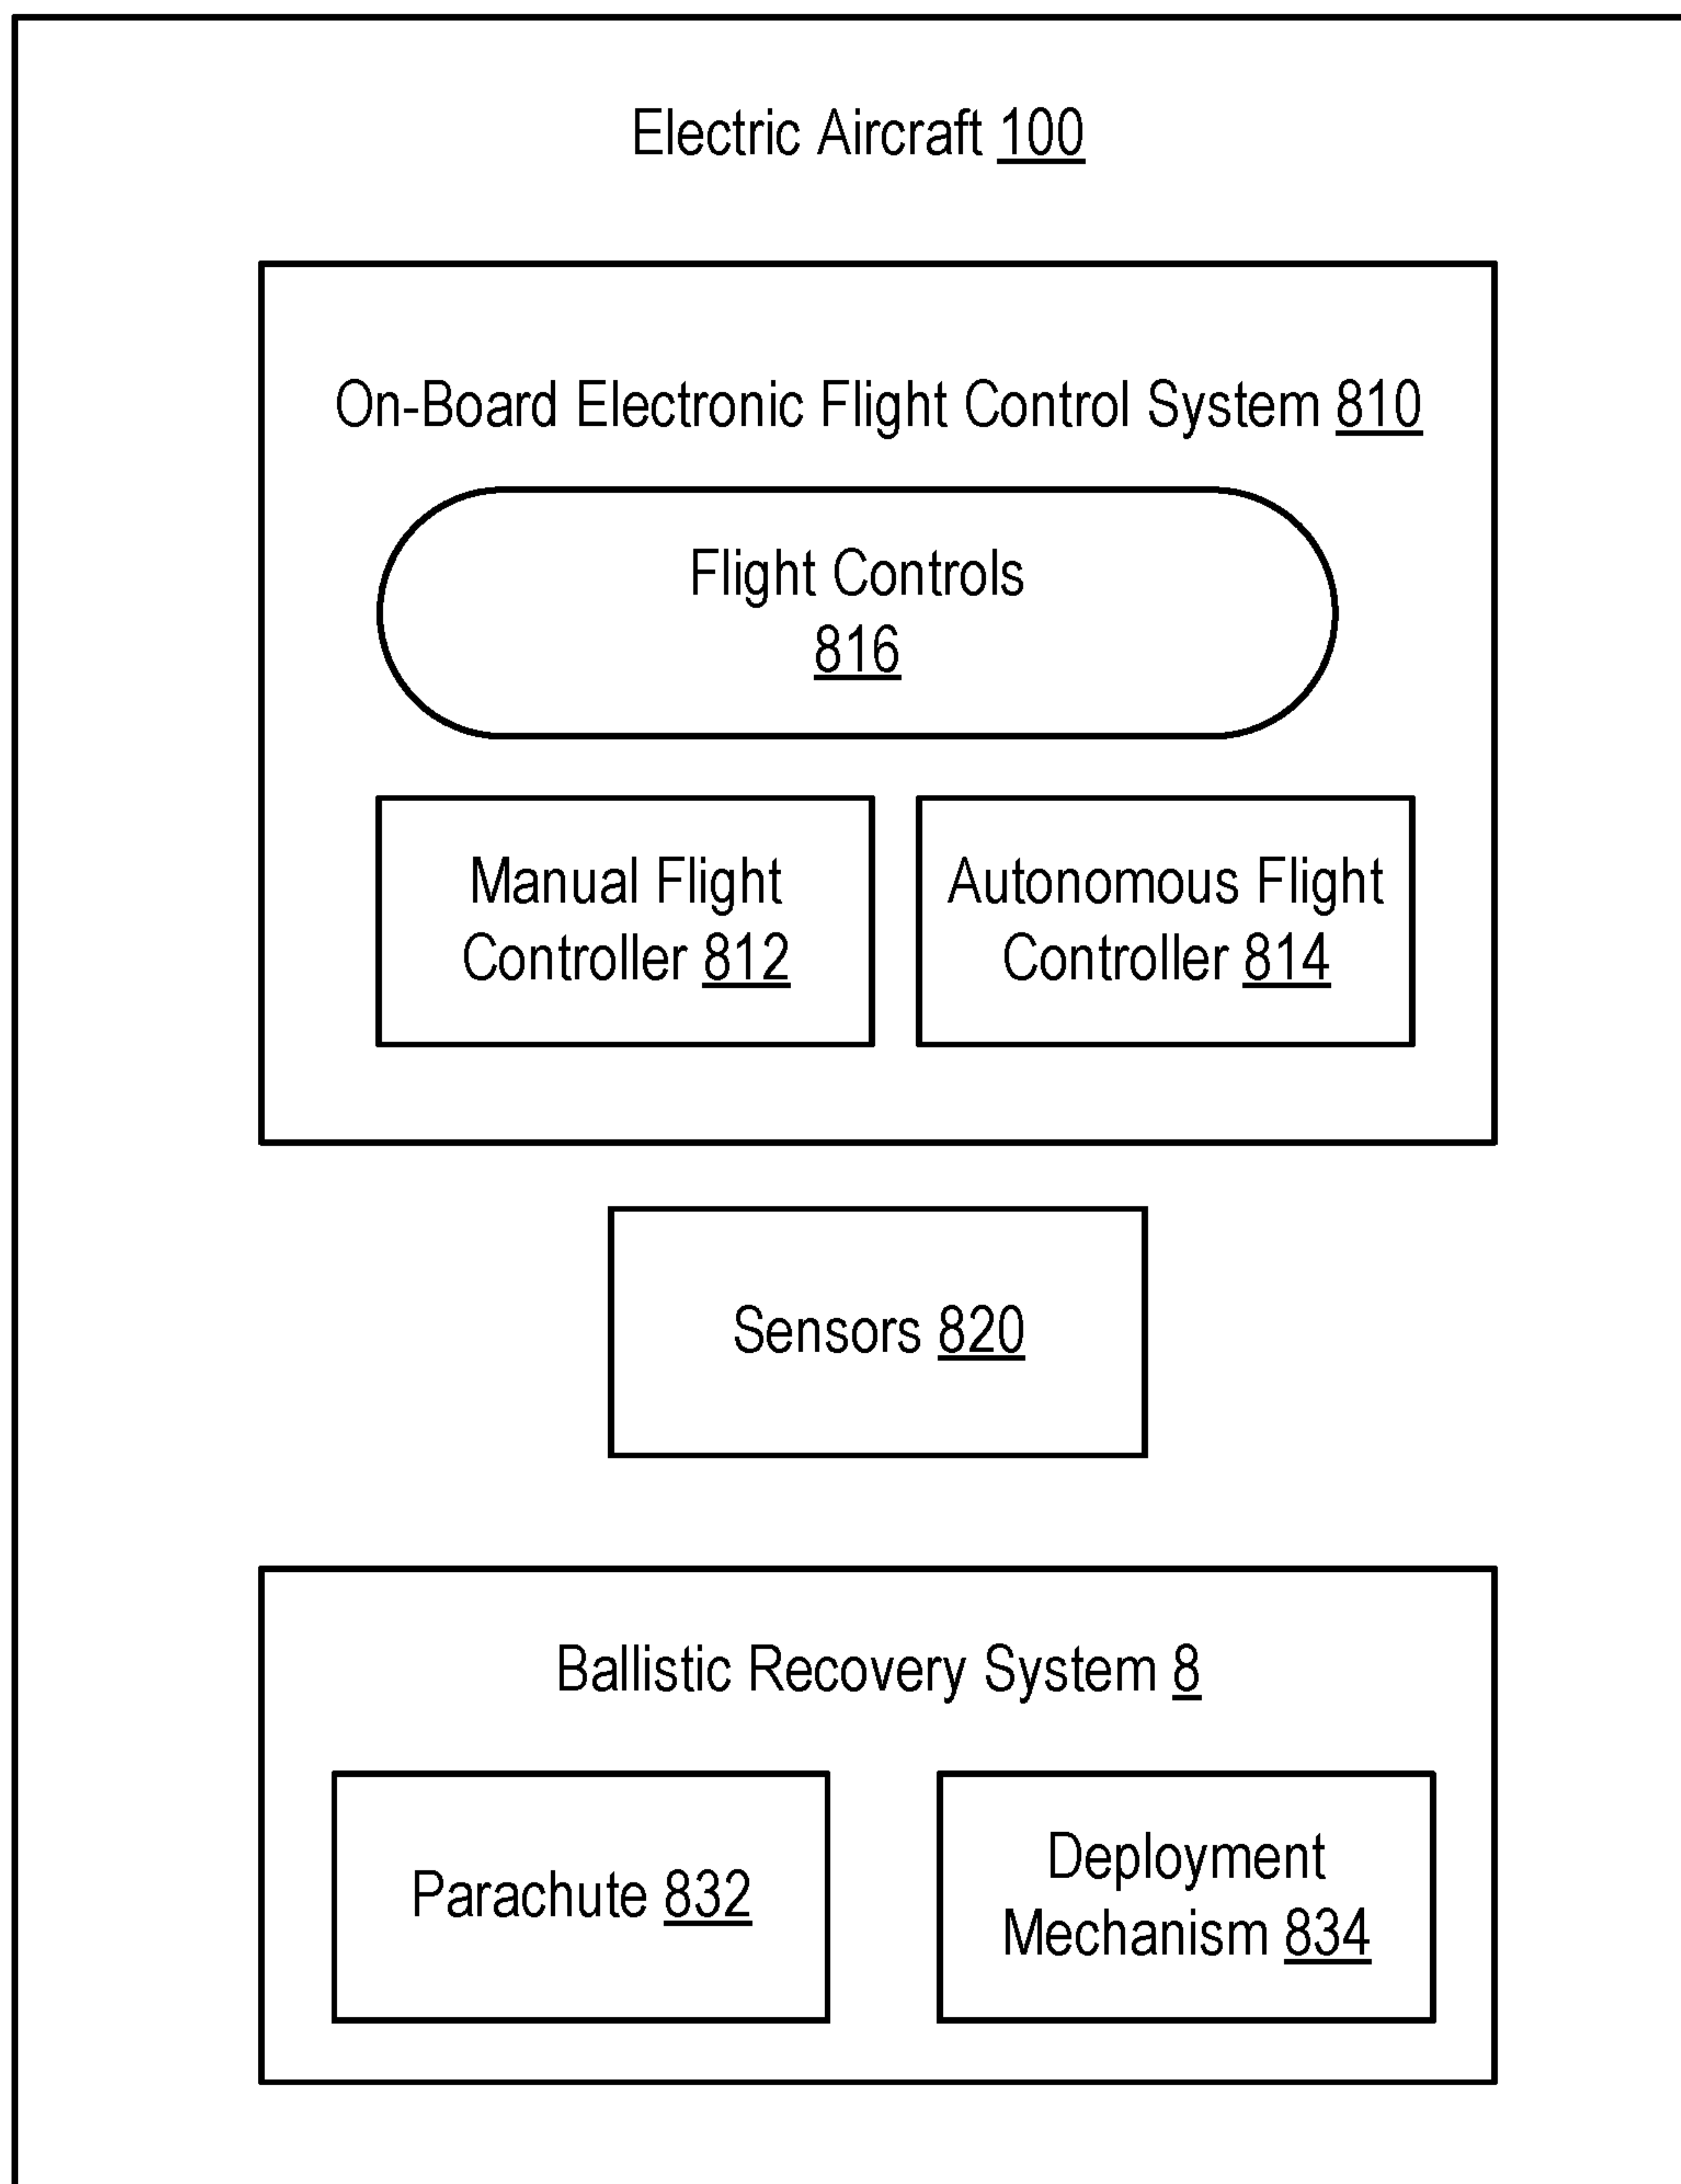 Electric Aircraft 100
On-Board Electronic Flight Control System 810
Flight Controls
816
Manual Flight
Controller 812
Autonomous Flight
Controller 814
Sensors 820
Ballistic Recovery System 8
Parachute 832
Deployment
Mechanism 834